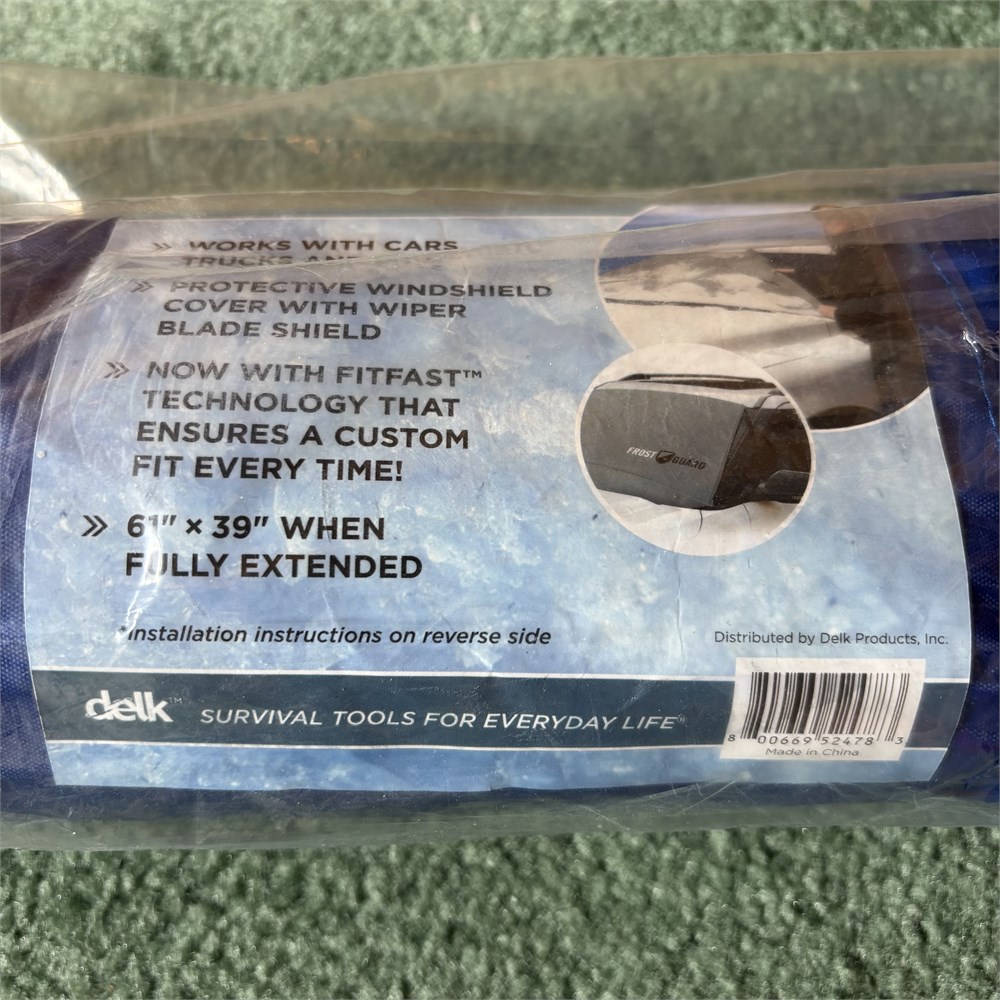 » WORKS WITH CARS
TRUCKS AND
» PROTECTIVE WINDSHIELD
COVER WITH WIPER
BLADE SHIELD
» NOW WITH FITFAST™
TECHNOLOGY THAT
ENSURES A CUSTOM
FIT EVERY TIME!
» 61" × 39" WHEN
FULLY EXTENDED
FROST GUARD
*Installation instructions on reverse side
Distributed by Delk Products, Inc.
delk™
SURVIVAL TOOLS FOR EVERYDAY LIFE®
8 00669 52478 3
Made in China